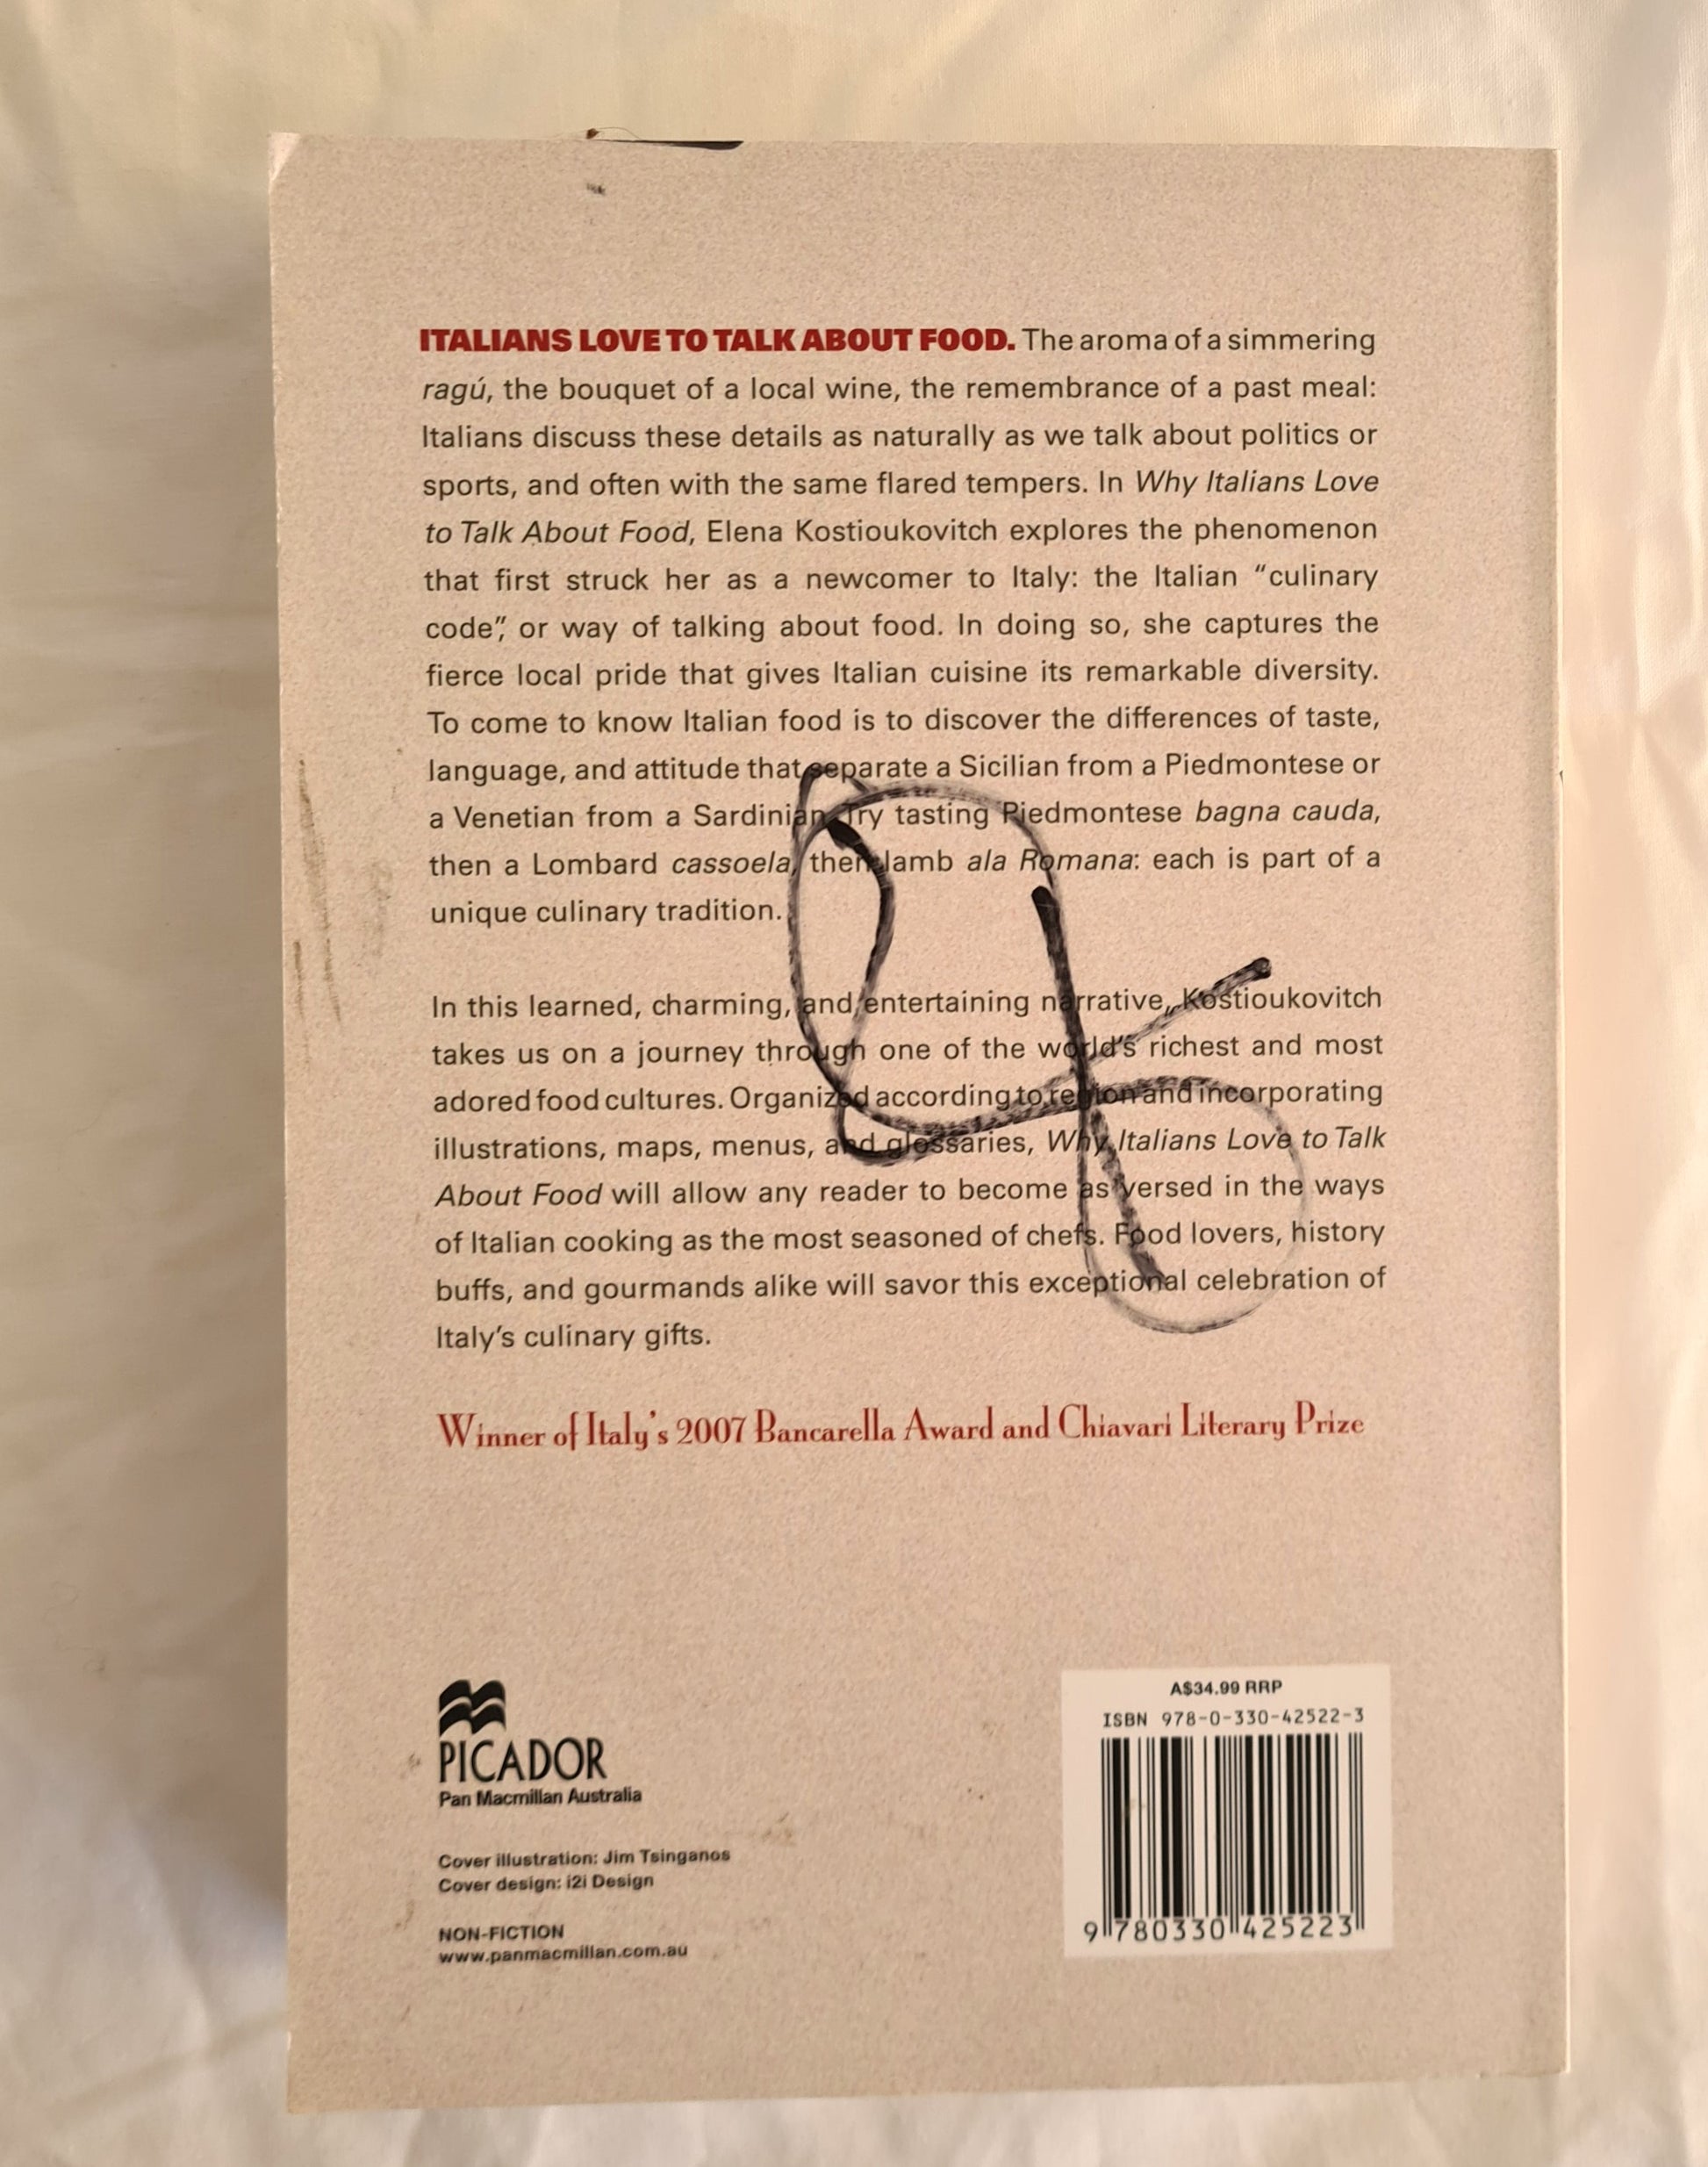 ITALIANS LOVE TO TALK ABOUT FOOD. The aroma of a simmering
ragú, the bouquet of a local wine, the remembrance of a past meal:
Italians discuss these details as naturally as we talk about politics or
sports, and often with the same flared tempers. In Why Italians Love
to Talk About Food, Elena Kostioukovitch explores the phenomenon
that first struck her as a newcomer to Italy: the Italian “culinary
code”, or way of talking about food. In doing so, she captures the
fierce local pride that gives Italian cuisine its remarkable diversity.
To come to know Italian food is to discover the differences of taste,
language, and attitude that separate a Sicilian from a Piedmontese or
a Venetian from a Sardinian. Try tasting Piedmontese bagna cauda,
then a Lombard cassoela, then lamb ala Romana: each is part of a
unique culinary tradition.
In this learned, charming, and entertaining narrative, Kostioukovitch
takes us on a journey through one of the world’s richest and most
adored food cultures. Organized according to region and incorporating
illustrations, maps, menus, and glossaries, Why Italians Love to Talk
About Food will allow any reader to become as versed in the ways
of Italian cooking as the most seasoned of chefs. Food lovers, history
buffs, and gourmands alike will savor this exceptional celebration of
Italy’s culinary gifts.
Winner of Italy’s 2007 Bancarella Award and Chiavari Literary Prize
PICADOR
Pan Macmillan Australia
Cover illustration: Jim Tsinganos
Cover design: i2i Design
NON-FICTION
www.panmacmillan.com.au
A$34.99 RRP
ISBN 978-0-330-42522-3
9 780330 425223